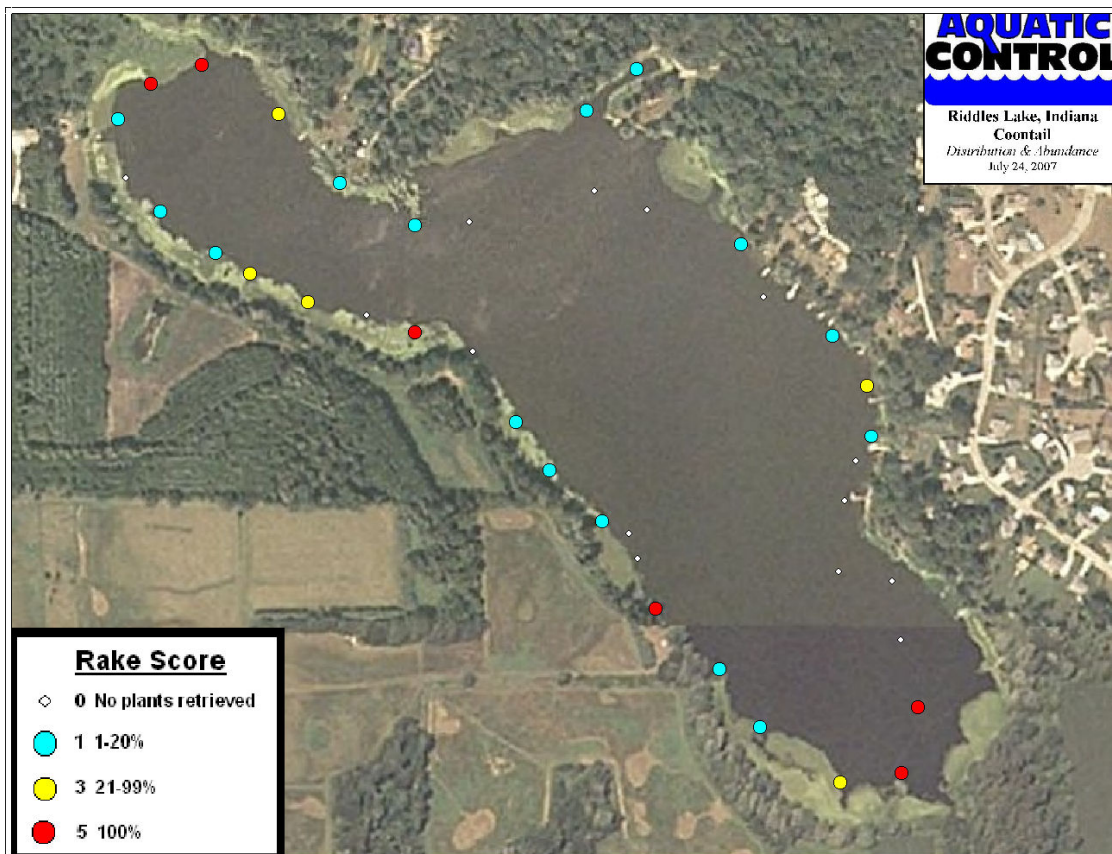 AQUATIC
CONTROL
Riddles Lake, Indiana
Coontail
Distribution & Abundance
July 24, 2007
Rake Score
0 No plants retrieved
1 1-20%
3 21-99%
5 100%